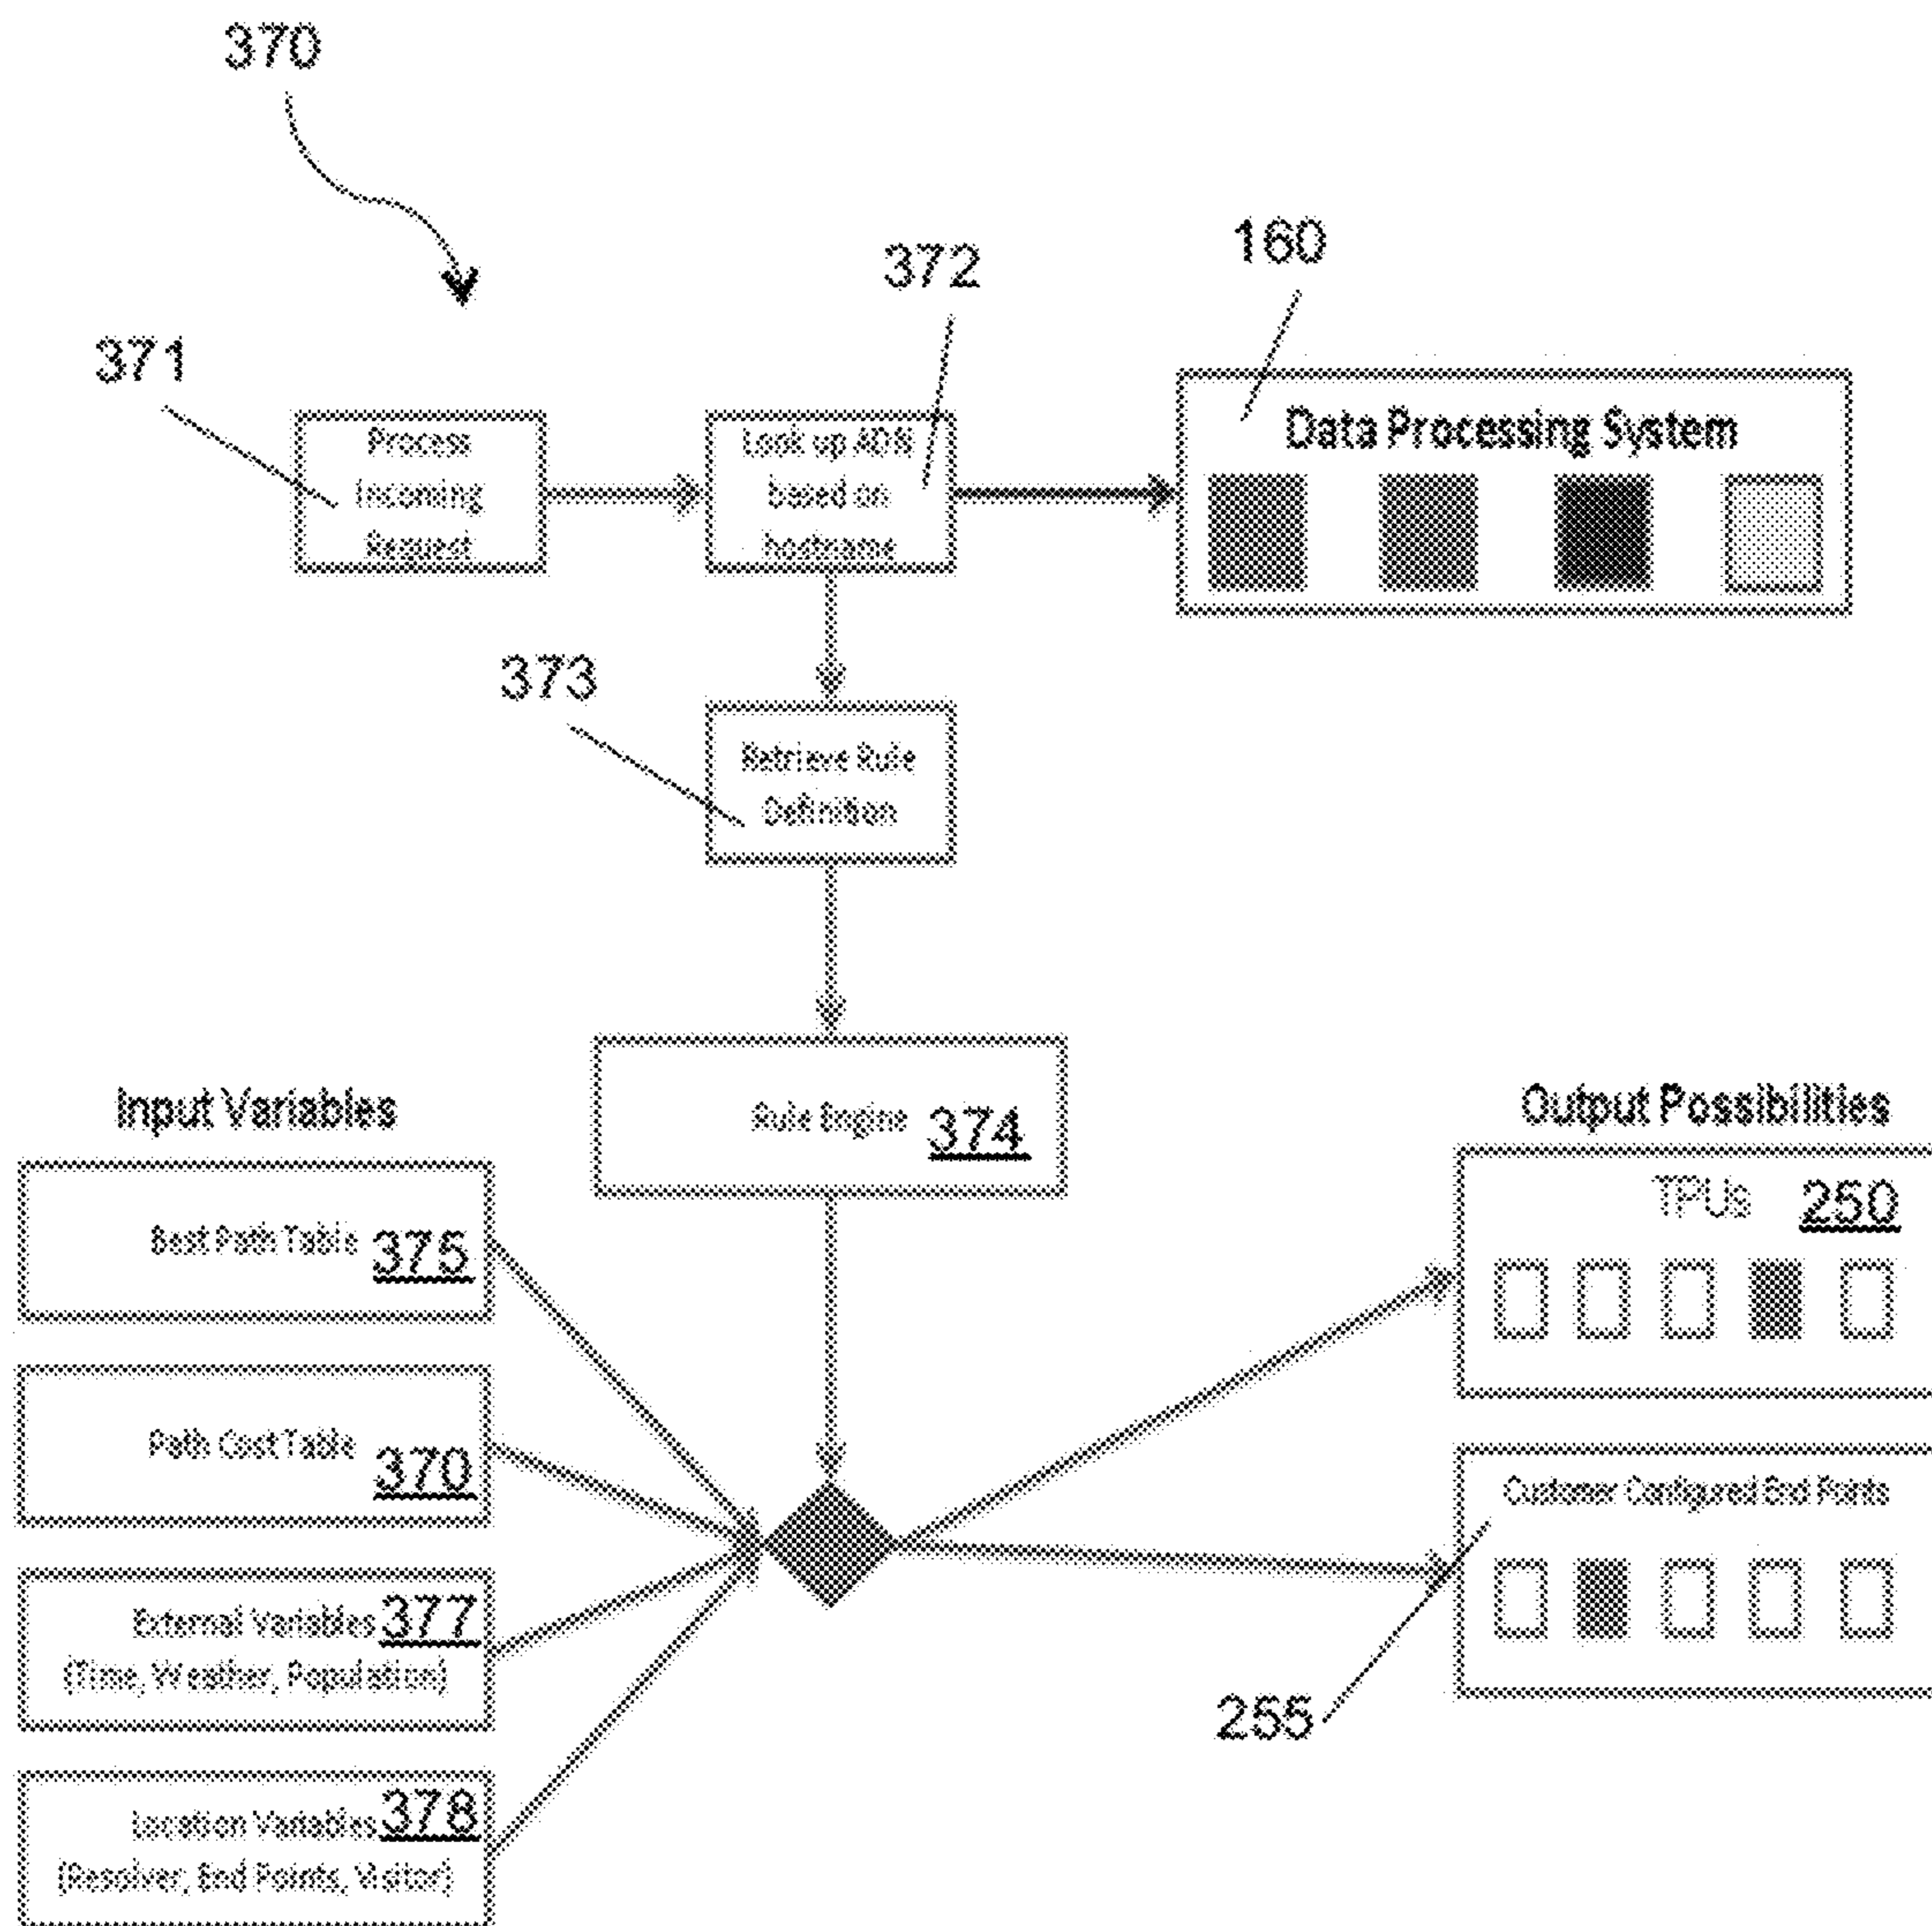 370
371
372
160
Process
Incoming
Request
Look up ADN
based on
hostname
Data Processing System
373
Retrieve Rule
Definition
Rule Engine 374
Input Variables
Best Path Table 375
Path Cost Table 370
External Variables 377
(Time, Weather, Population)
Location Variables 378
(Resolver, End Points, Visitor)
Output Possibilities
TPUs 250
Customer Configured End Points
255